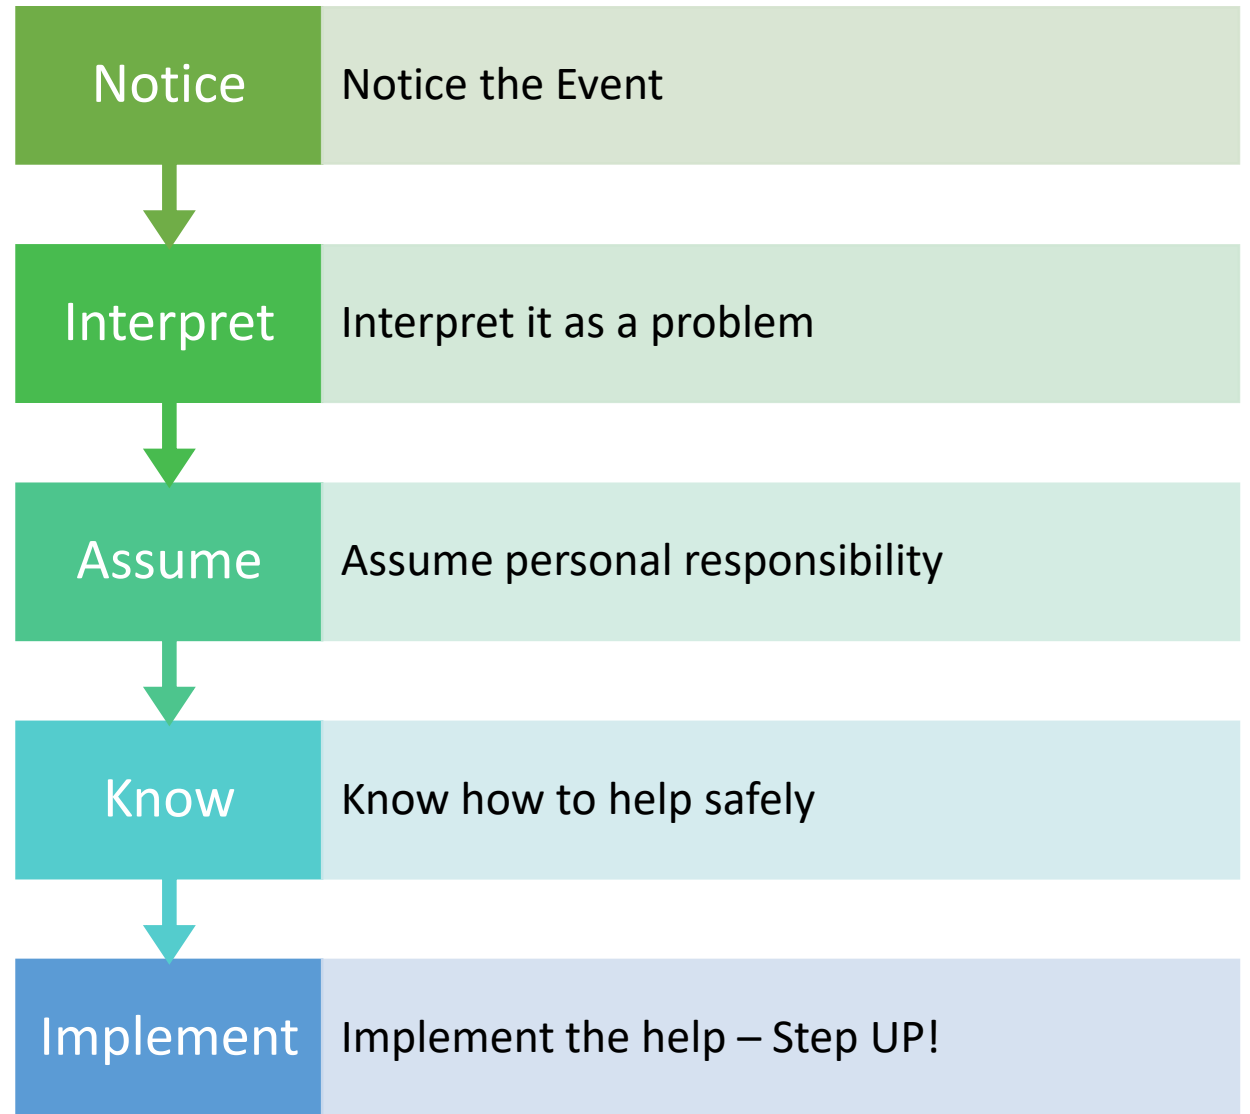 Notice
Notice the Event
Interpret
Interpret it as a problem
Assume
Assume personal responsibility
Know
Know how to help safely
Implement
Implement the help – Step UP!